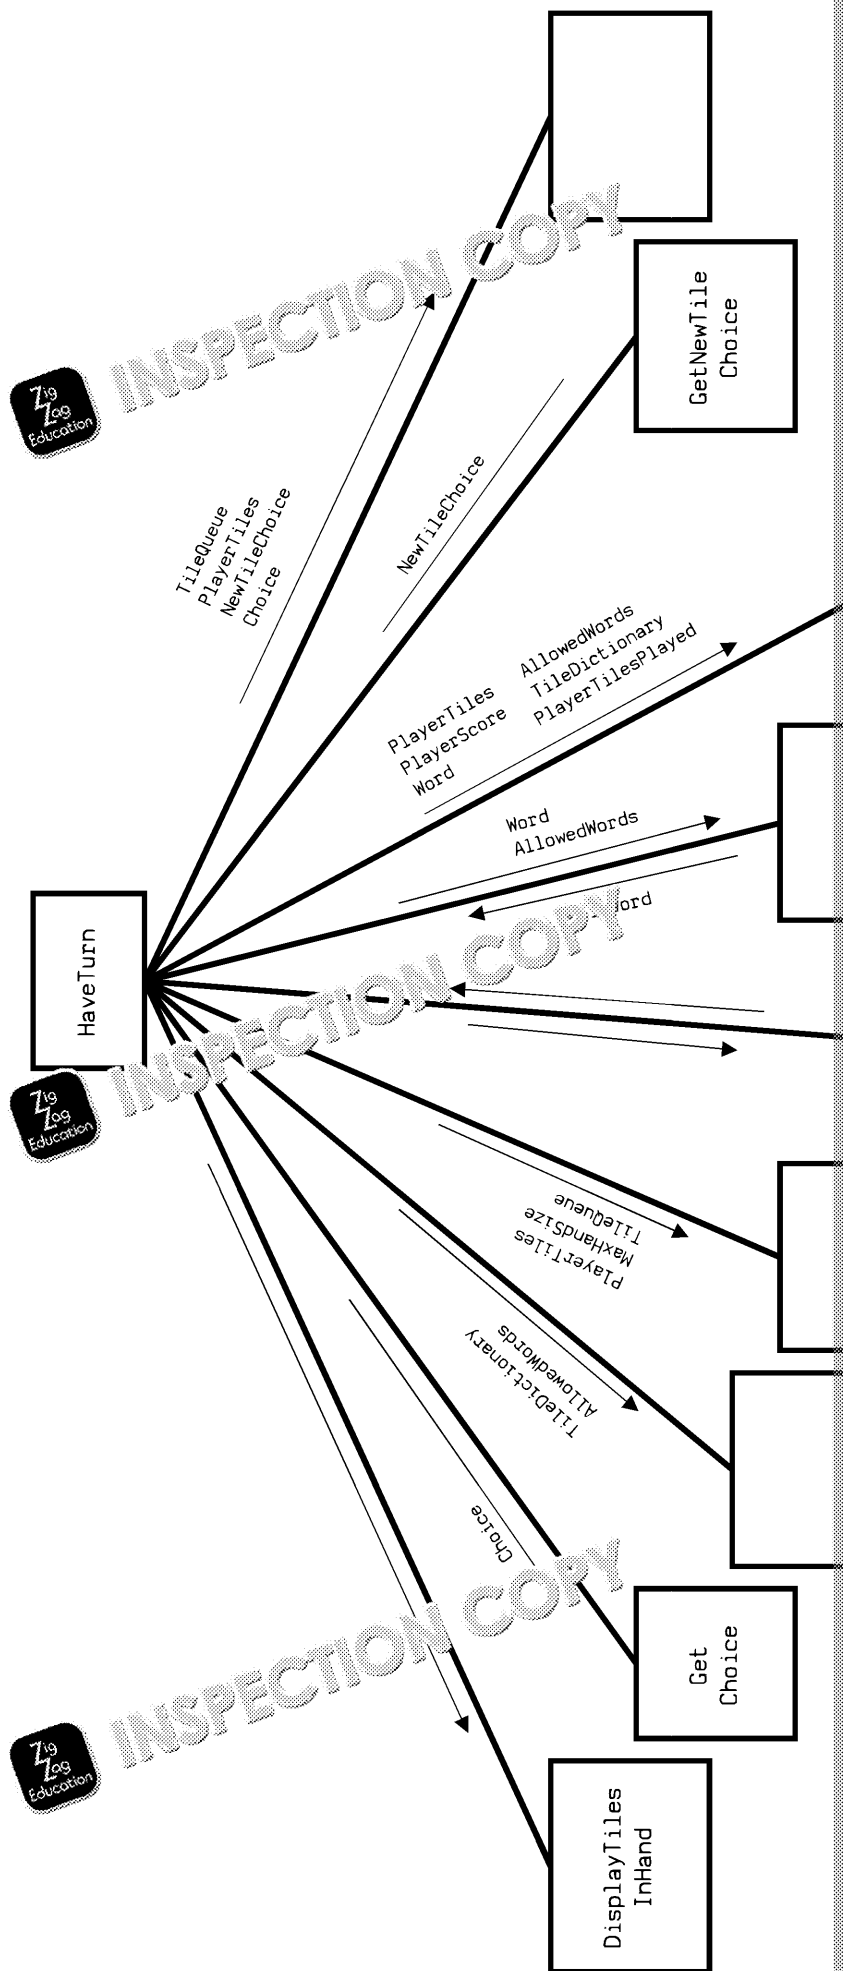 HaveTurn
Zig
Zag
Education
INSPECTION COPY
Zig
Zag
Education
INSPECTION COPY
Zig
Zag
Education
INSPECTION COPY
Choice
TileDictionary
AllowedWords
PlayerTiles
MaxHandSize
TileQueue
Word
AllowedWords
PlayerTiles
PlayerScore
Word
AllowedWords
TileDictionary
PlayerTilesPlayed
NewTileChoice
TileQueue
PlayerTiles
NewTileChoice
Choice
DisplayTiles
InHand
Get
Choice
GetNewTile
Choice